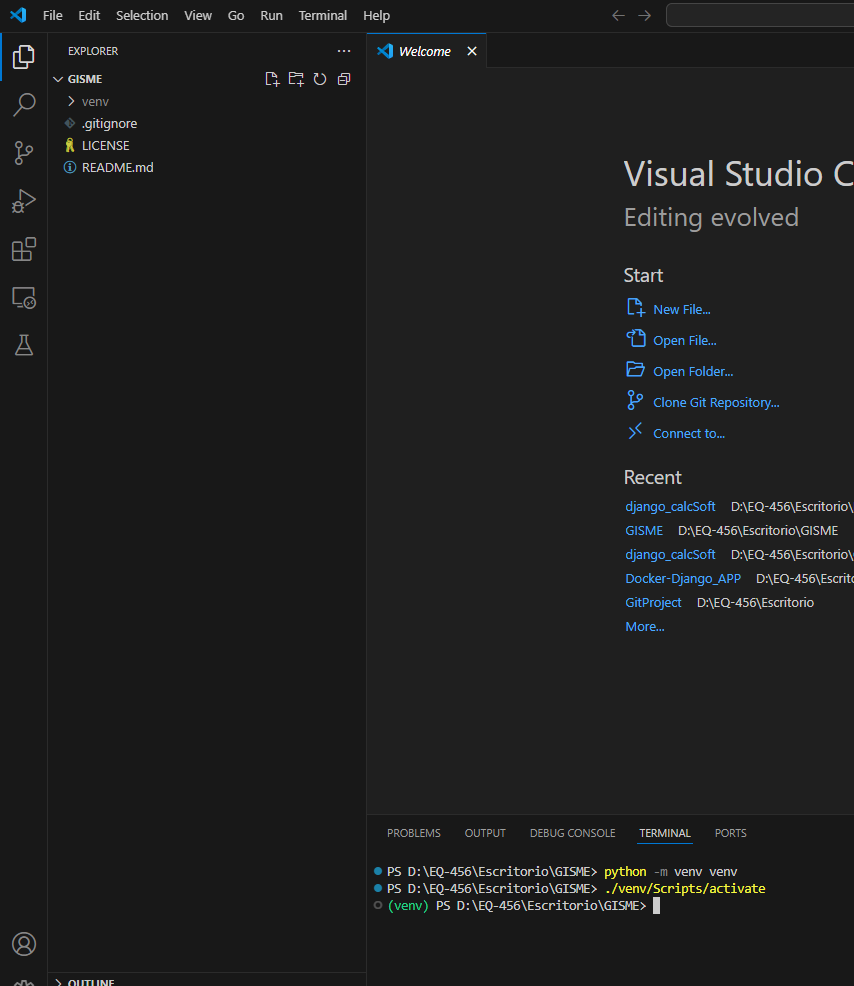 File Edit Selection View Go Run Terminal Help
EXPLORER
GISME
venv
.gitignore
LICENSE
README.md
OUTLINE
Welcome
Visual Studio C
Editing evolved
Start
New File...
Open File...
Open Folder...
Clone Git Repository...
Connect to...
Recent
django_calcSoft D:\EQ-456\Escritorio\
GISME D:\EQ-456\Escritorio\GISME
django_calcSoft D:\EQ-456\Escritorio\
Docker-Django_APP D:\EQ-456\Escrito
GitProject D:\EQ-456\Escritorio
More...
PROBLEMS OUTPUT DEBUG CONSOLE TERMINAL PORTS
PS D:\EQ-456\Escritorio\GISME> python -m venv venv
PS D:\EQ-456\Escritorio\GISME> ./venv/Scripts/activate
(venv) PS D:\EQ-456\Escritorio\GISME>